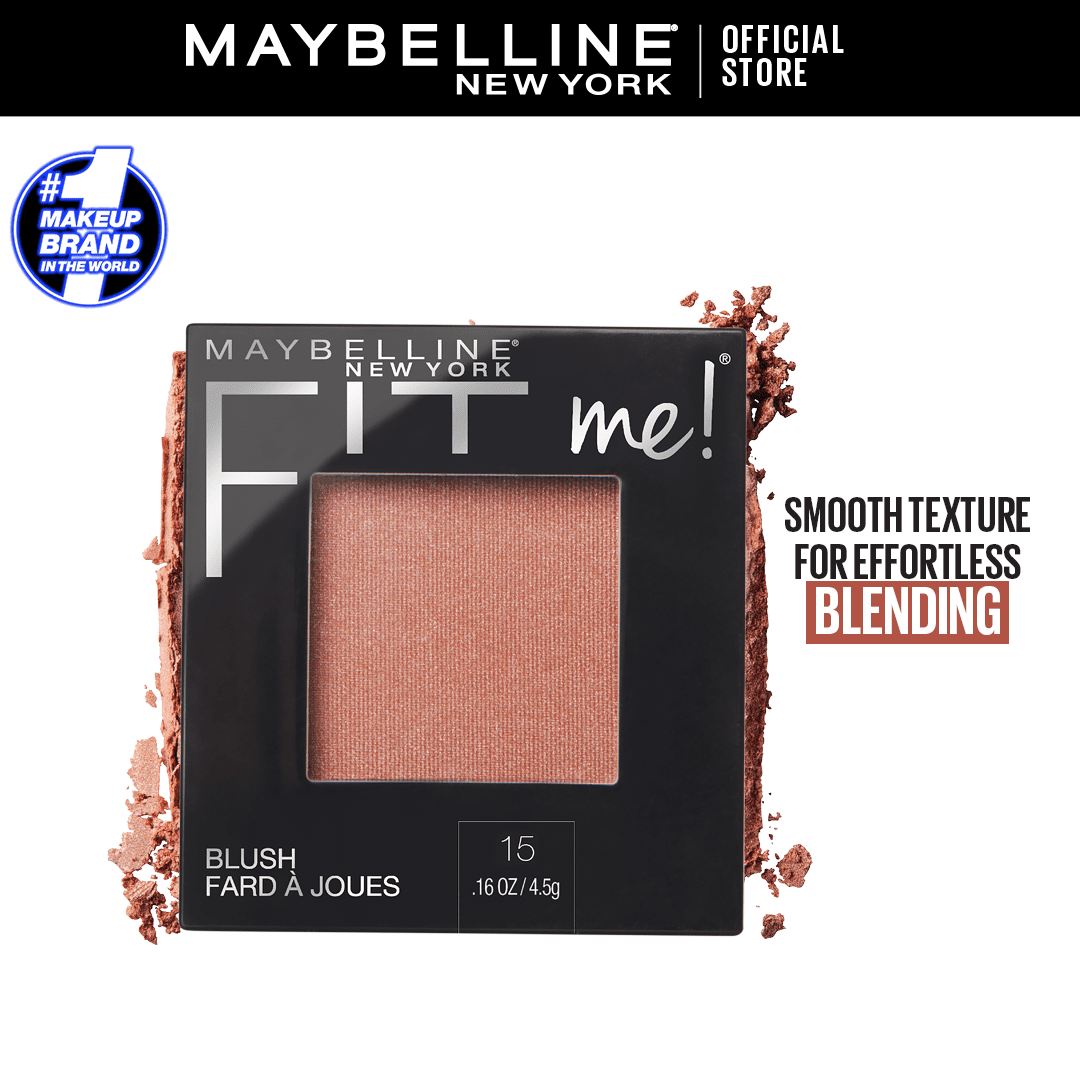 MAYBELLINE®
NEW YORK
OFFICIAL
STORE
#1
MAKEUP
BRAND
IN THE WORLD
MAYBELLINE®
NEW YORK
FIT me!®
SMOOTH TEXTURE
FOR EFFORTLESS
BLENDING
BLUSH
FARD À JOUES
15
.16 OZ / 4.5g